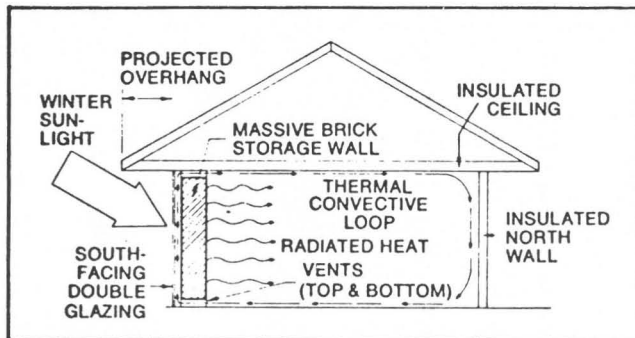 PROJECTED
OVERHANG
WINTER
SUN-
LIGHT
MASSIVE BRICK
STORAGE WALL
INSULATED
CEILING
THERMAL
CONVECTIVE
LOOP
RADIATED HEAT
VENTS
(TOP & BOTTOM)
SOUTH-
FACING
DOUBLE
GLAZING
INSULATED
NORTH
WALL